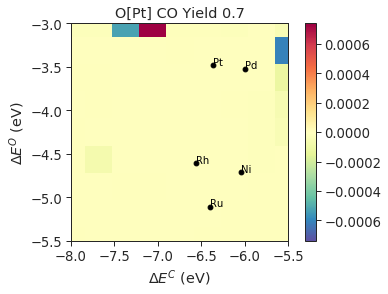 O[Pt] CO Yield 0.7
−3.0
−3.5
−4.0
−4.5
−5.0
−5.5
ΔE^O (eV)
Pt
Pd
Rh
Ni
Ru
−8.0 −7.5 −7.0 −6.5 −6.0 −5.5
ΔE^C (eV)
0.0006
0.0004
0.0002
0.0000
−0.0002
−0.0004
−0.0006